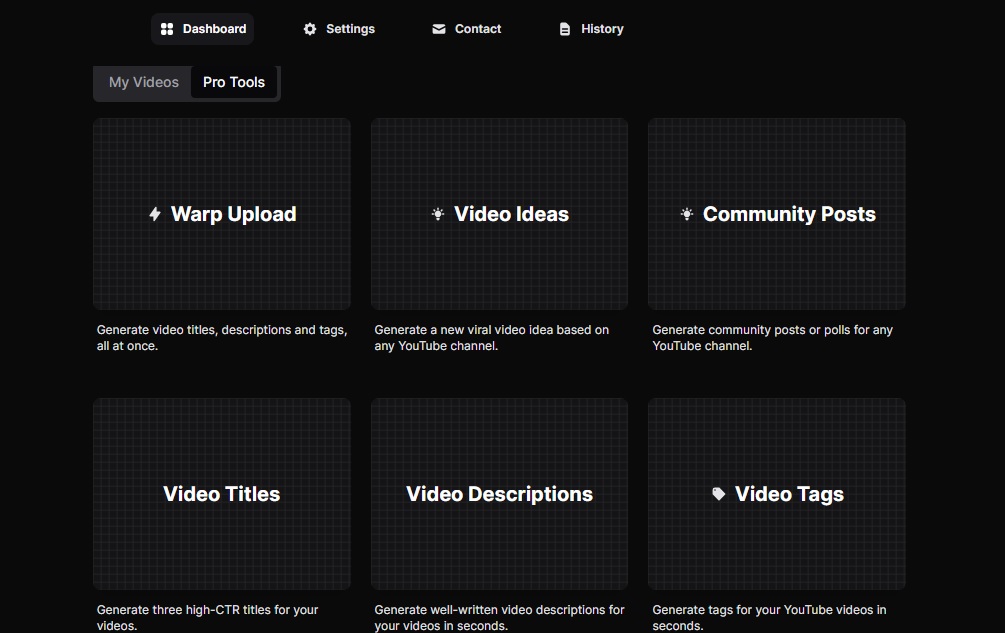 Dashboard Settings Contact History
My Videos Pro Tools
Warp Upload
Generate video titles, descriptions and tags,
all at once.
Video Ideas
Generate a new viral video idea based on
any YouTube channel.
Community Posts
Generate community posts or polls for any
YouTube channel.
Video Titles
Generate three high-CTR titles for your
videos.
Video Descriptions
Generate well-written video descriptions for
your videos in seconds.
Video Tags
Generate tags for your YouTube videos in
seconds.